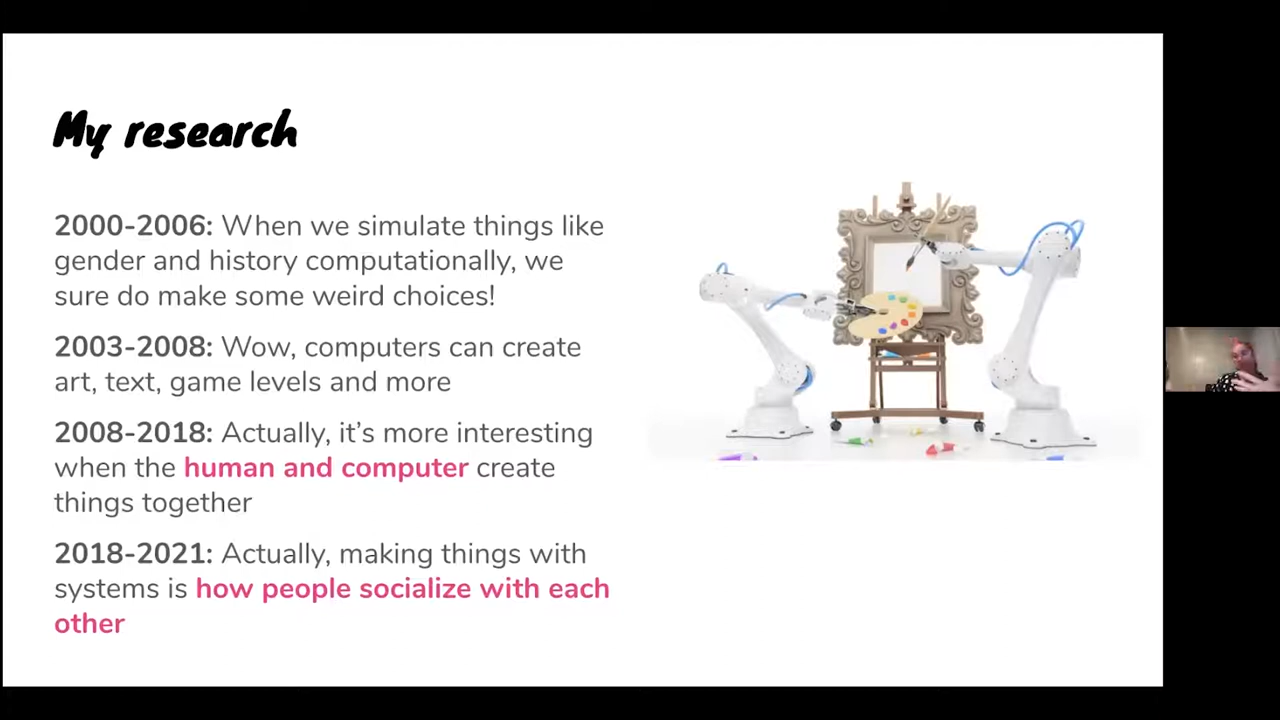 My research
2000-2006: When we simulate things like
gender and history computationally, we
sure do make some weird choices!
2003-2008: Wow, computers can create
art, text, game levels and more
2008-2018: Actually, it’s more interesting
when the human and computer create
things together
2018-2021: Actually, making things with
systems is how people socialize with each
other